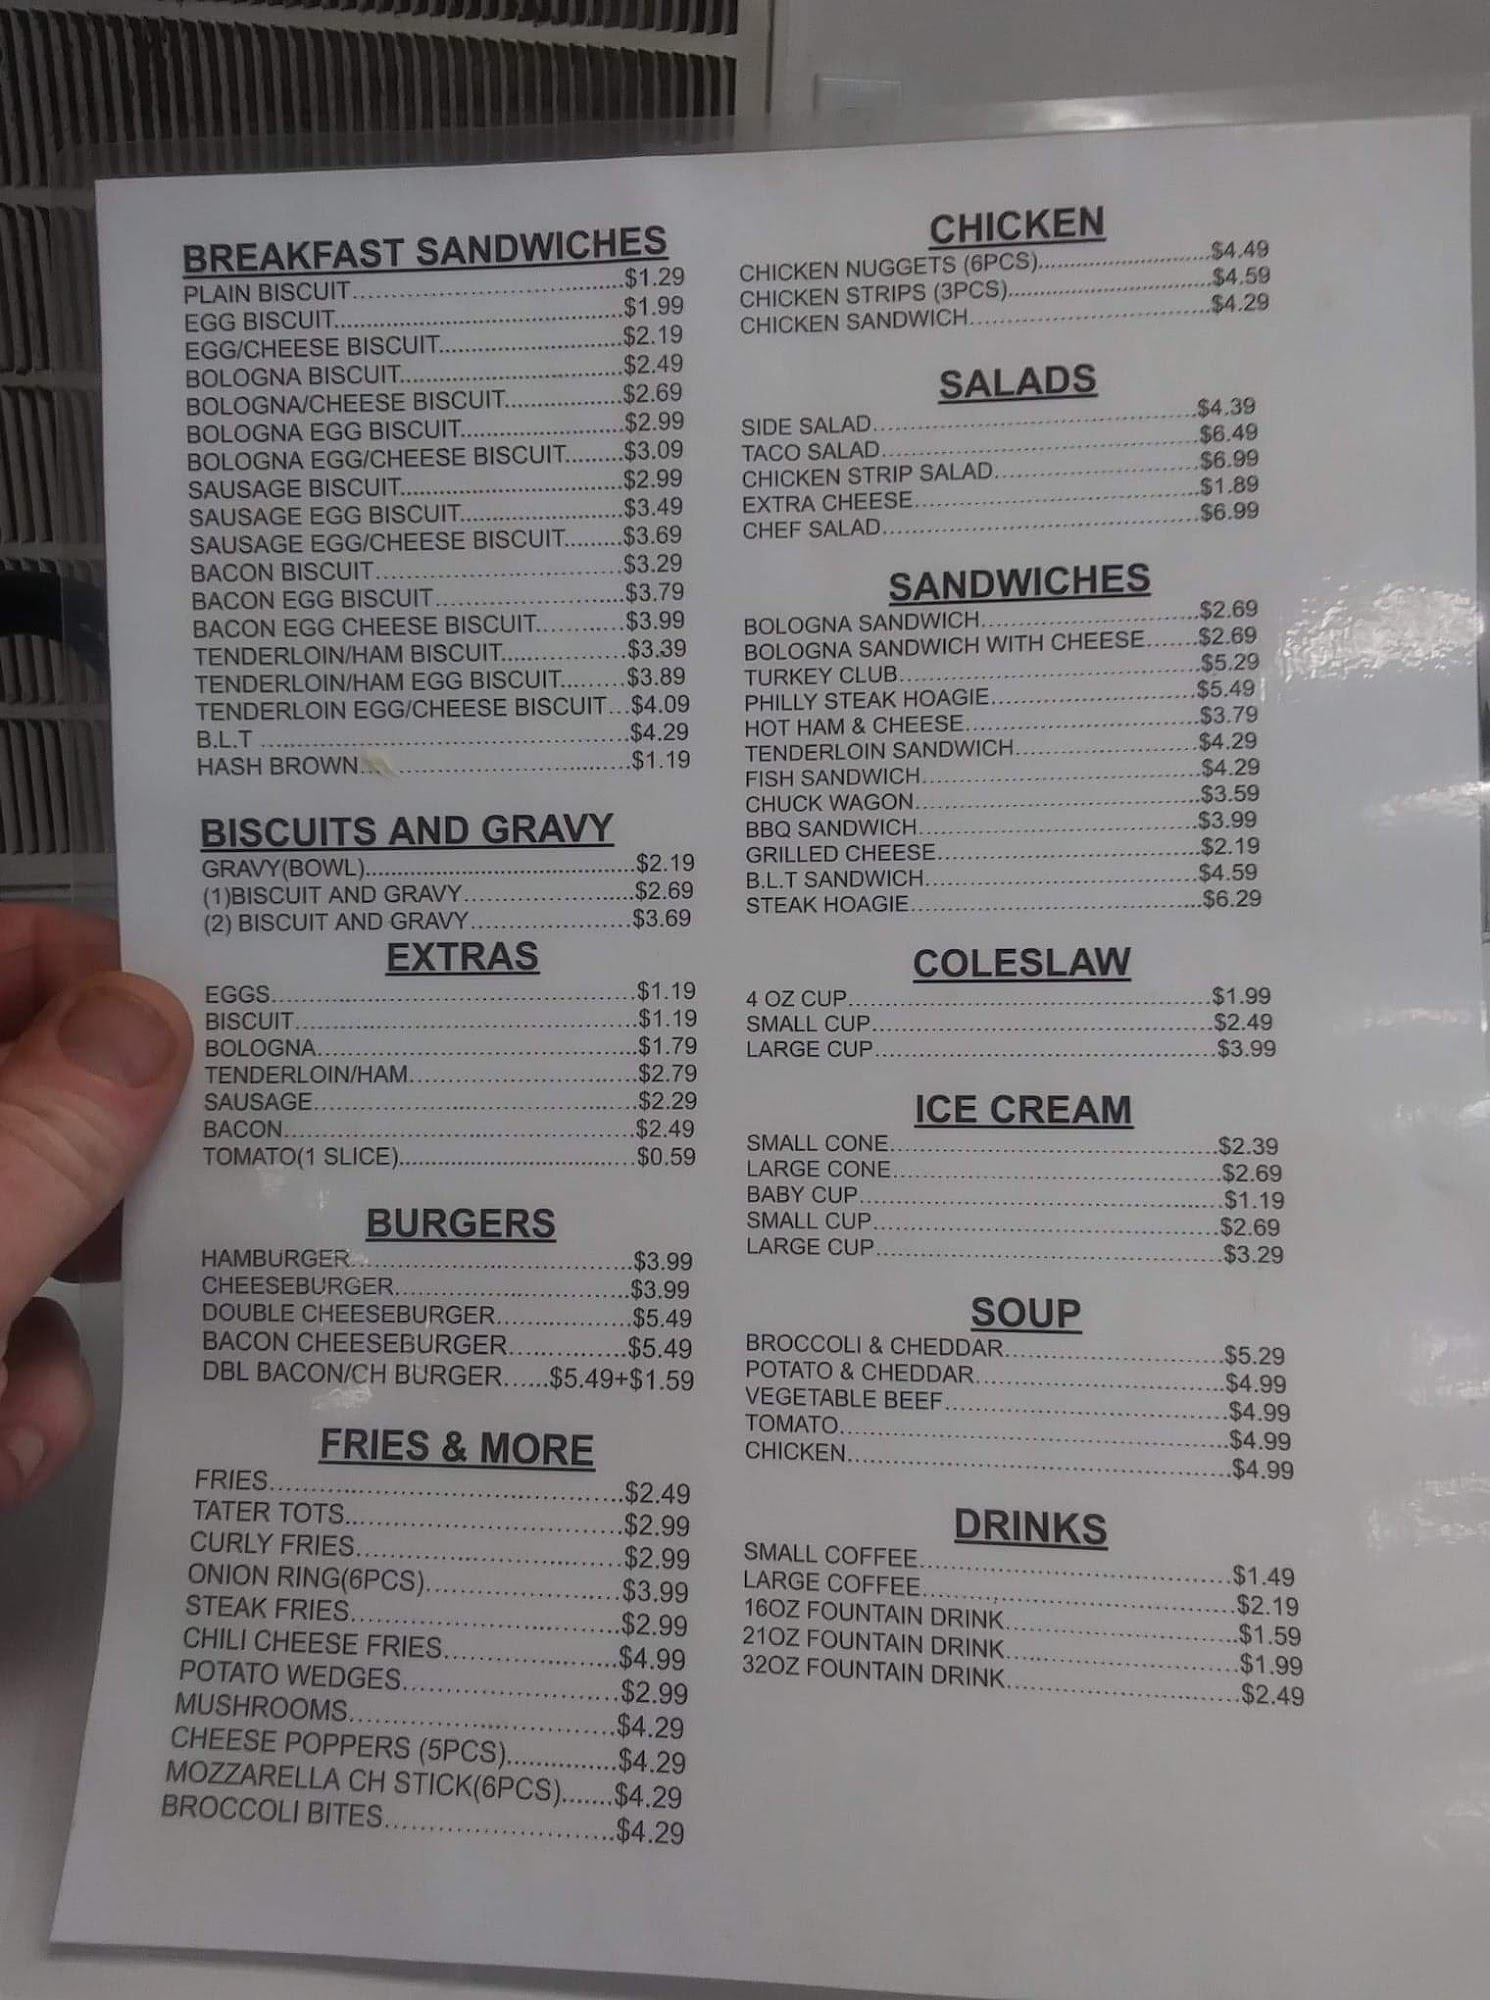 BREAKFAST SANDWICHES
PLAIN BISCUIT.....$1.29
EGG BISCUIT.....$1.99
EGG/CHEESE BISCUIT.....$2.19
BOLOGNA BISCUIT.....$2.49
BOLOGNA/CHEESE BISCUIT.....$2.69
BOLOGNA EGG BISCUIT.....$2.99
BOLOGNA EGG/CHEESE BISCUIT.....$3.09
SAUSAGE BISCUIT.....$2.99
SAUSAGE EGG BISCUIT.....$3.49
SAUSAGE EGG/CHEESE BISCUIT.....$3.69
BACON BISCUIT.....$3.29
BACON EGG BISCUIT.....$3.79
BACON EGG CHEESE BISCUIT.....$3.99
TENDERLOIN/HAM BISCUIT.....$3.39
TENDERLOIN/HAM EGG BISCUIT.....$3.89
TENDERLOIN EGG/CHEESE BISCUIT...$4.09
B.L.T .....$4.29
HASH BROWN.....$1.19
BISCUITS AND GRAVY
GRAVY(BOWL).....$2.19
(1)BISCUIT AND GRAVY.....$2.69
(2) BISCUIT AND GRAVY.....$3.69
EXTRAS
EGGS.....$1.19
BISCUIT.....$1.19
BOLOGNA.....$1.79
TENDERLOIN/HAM.....$2.79
SAUSAGE.....$2.29
BACON.....$2.49
TOMATO(1 SLICE).....$0.59
BURGERS
HAMBURGER.....$3.99
CHEESEBURGER.....$3.99
DOUBLE CHEESEBURGER.....$5.49
BACON CHEESEBURGER.....$5.49
DBL BACON/CH BURGER......$5.49+$1.59
FRIES & MORE
FRIES.....$2.49
TATER TOTS.....$2.99
CURLY FRIES.....$2.99
ONION RING(6PCS).....$3.99
STEAK FRIES.....$2.99
CHILI CHEESE FRIES.....$4.99
POTATO WEDGES.....$2.99
MUSHROOMS.....$4.29
CHEESE POPPERS (5PCS).....$4.29
MOZZARELLA CH STICK(6PCS).....$4.29
BROCCOLI BITES.....$4.29
CHICKEN
CHICKEN NUGGETS (6PCS).....$4.49
CHICKEN STRIPS (3PCS).....$4.59
CHICKEN SANDWICH.....$4.29
SALADS
SIDE SALAD.....$4.39
TACO SALAD.....$6.49
CHICKEN STRIP SALAD.....$6.99
EXTRA CHEESE.....$1.89
CHEF SALAD.....$6.99
SANDWICHES
BOLOGNA SANDWICH.....$2.69
BOLOGNA SANDWICH WITH CHEESE.....$2.69
TURKEY CLUB.....$5.29
PHILLY STEAK HOAGIE.....$5.49
HOT HAM & CHEESE.....$3.79
TENDERLOIN SANDWICH.....$4.29
FISH SANDWICH.....$4.29
CHUCK WAGON.....$3.59
BBQ SANDWICH.....$3.99
GRILLED CHEESE.....$2.19
B.L.T SANDWICH.....$4.59
STEAK HOAGIE.....$6.29
COLESLAW
4 OZ CUP.....$1.99
SMALL CUP.....$2.49
LARGE CUP.....$3.99
ICE CREAM
SMALL CONE.....$2.39
LARGE CONE.....$2.69
BABY CUP.....$1.19
SMALL CUP.....$2.69
LARGE CUP.....$3.29
SOUP
BROCCOLI & CHEDDAR.....$5.29
POTATO & CHEDDAR.....$4.99
VEGETABLE BEEF.....$4.99
TOMATO.....$4.99
CHICKEN.....$4.99
DRINKS
SMALL COFFEE.....$1.49
LARGE COFFEE.....$2.19
16OZ FOUNTAIN DRINK.....$1.59
21OZ FOUNTAIN DRINK.....$1.99
32OZ FOUNTAIN DRINK.....$2.49